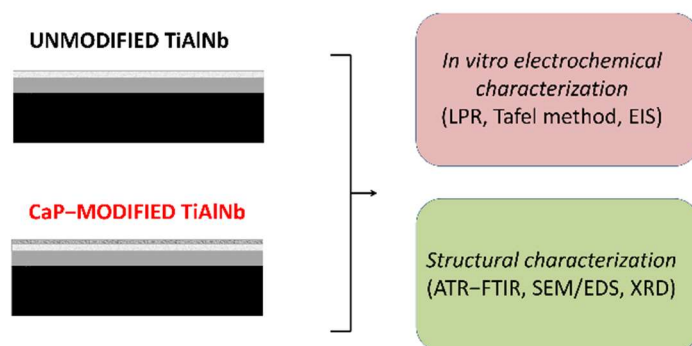 UNMODIFIED TiAlNb
CaP−MODIFIED TiAlNb
In vitro electrochemical
characterization
(LPR, Tafel method, EIS)
Structural characterization
(ATR−FTIR, SEM/EDS, XRD)